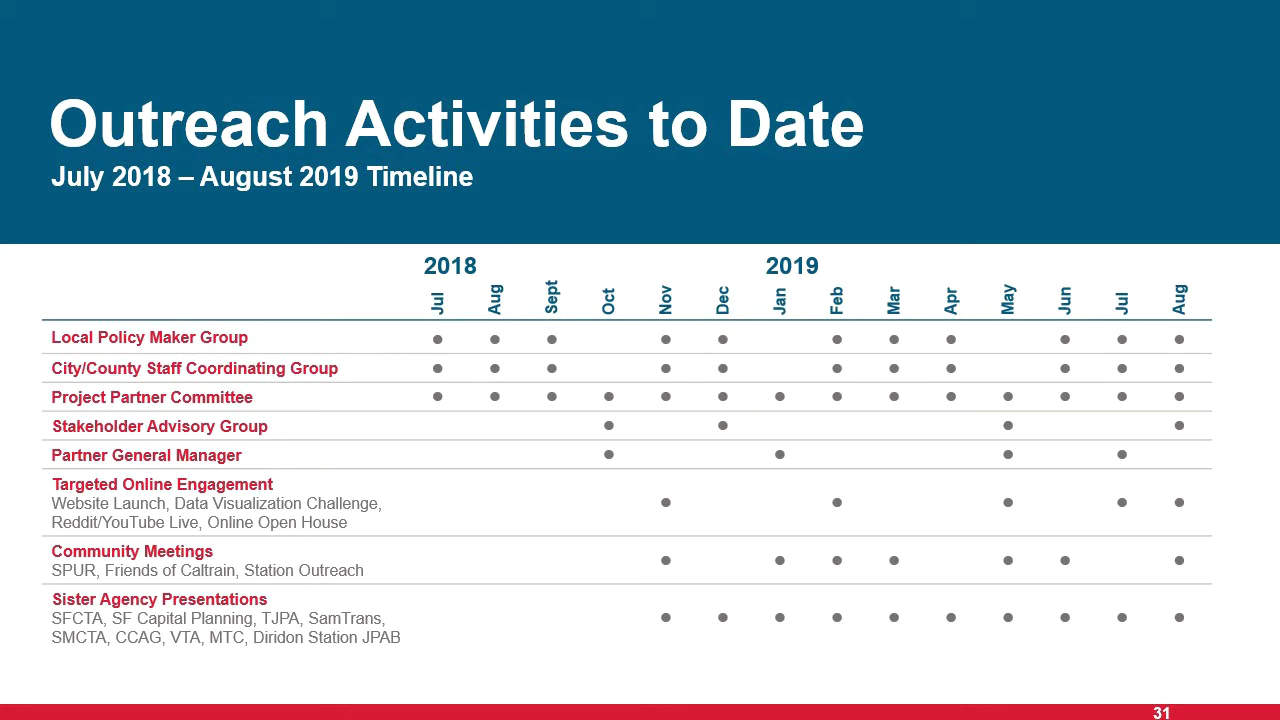 Outreach Activities to Date
July 2018 – August 2019 Timeline
2018 2019
Jul Aug Sept Oct Nov Dec Jan Feb Mar Apr May Jun Jul Aug
Local Policy Maker Group
City/County Staff Coordinating Group
Project Partner Committee
Stakeholder Advisory Group
Partner General Manager
Targeted Online Engagement
Website Launch, Data Visualization Challenge,
Reddit/YouTube Live, Online Open House
Community Meetings
SPUR, Friends of Caltrain, Station Outreach
Sister Agency Presentations
SFCTA, SF Capital Planning, TJPA, SamTrans,
SMCTA, CCAG, VTA, MTC, Diridon Station JPAB
31